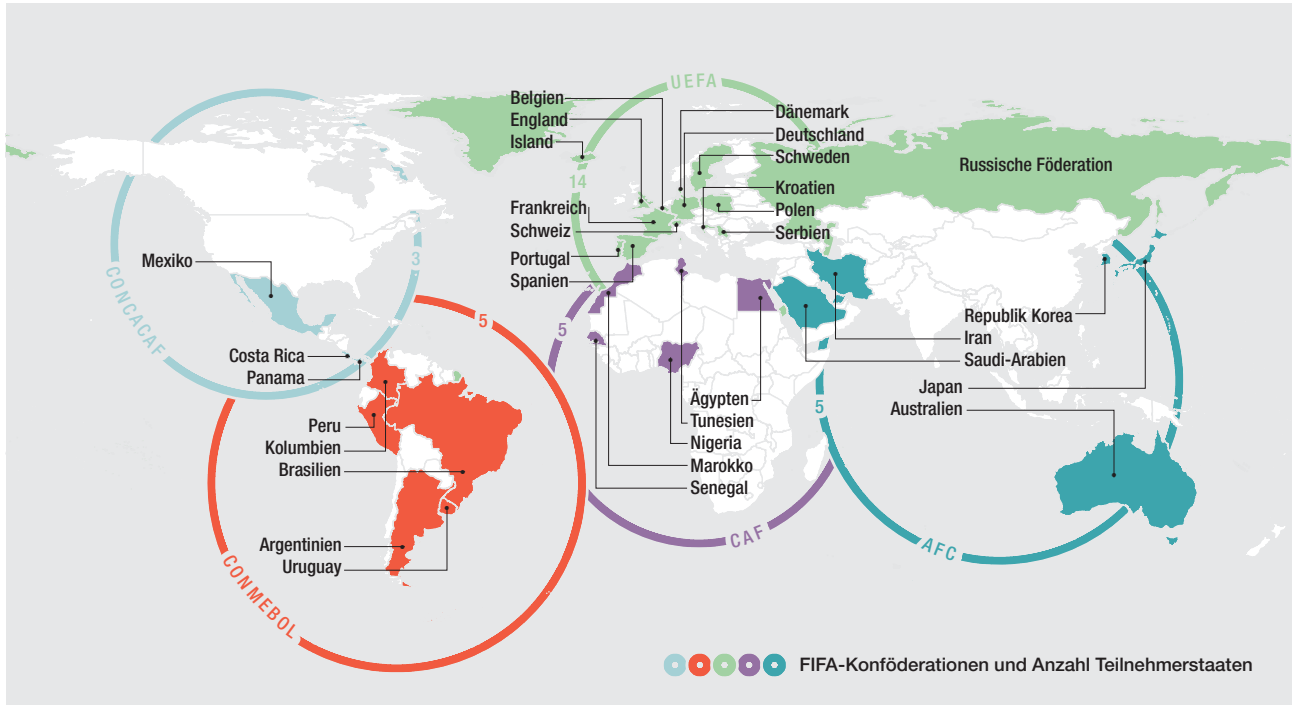 UEFA
14
Belgien
England
Island
Frankreich
Schweiz
Portugal
Spanien
Dänemark
Deutschland
Schweden
Kroatien
Polen
Serbien
Russische Föderation
CONCACAF
3
Mexiko
Costa Rica
Panama
CONMEBOL
5
Peru
Kolumbien
Brasilien
Argentinien
Uruguay
CAF
5
Ägypten
Tunesien
Nigeria
Marokko
Senegal
AFC
5
Republik Korea
Iran
Saudi-Arabien
Japan
Australien
FIFA-Konföderationen und Anzahl Teilnehmerstaaten